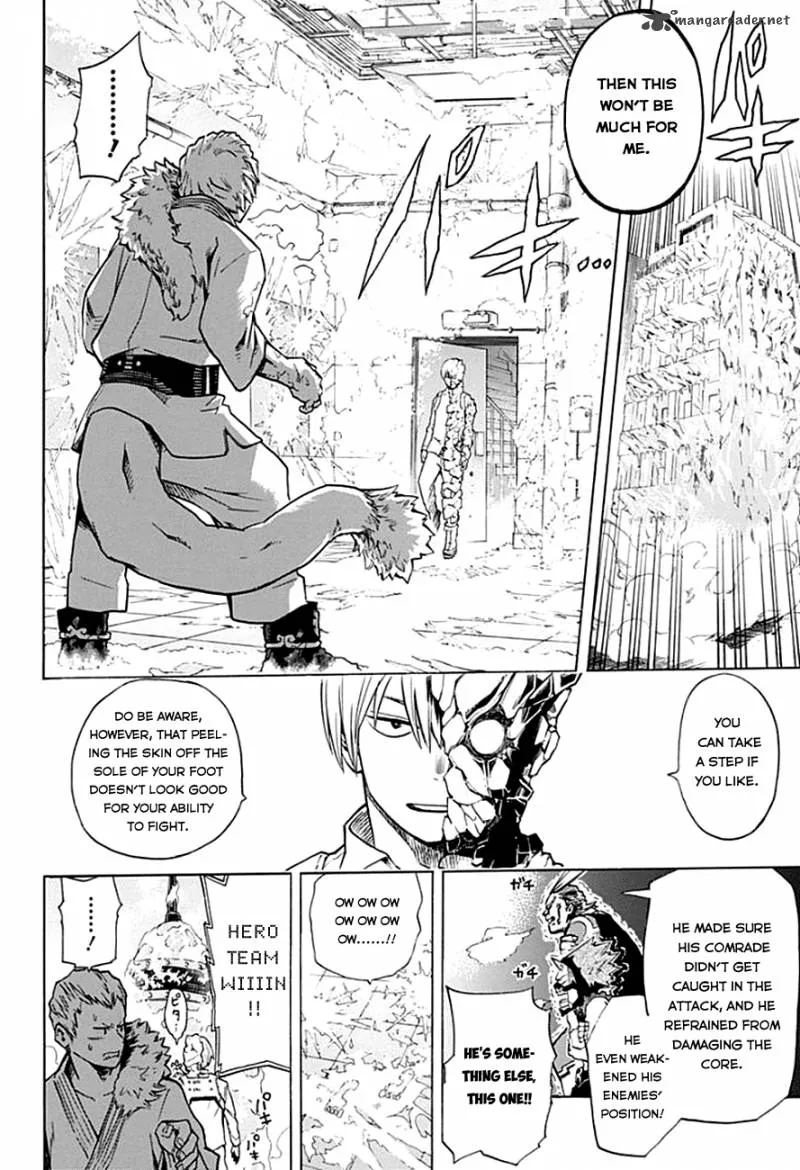 mangareader.net
THEN THIS
WON'T BE
MUCH FOR
ME.
パキ
パキ
………!
YOU
CAN TAKE
A STEP IF
YOU LIKE.
DO BE AWARE,
HOWEVER, THAT PEEL-
ING THE SKIN OFF THE
SOLE OF YOUR FOOT
DOESN'T LOOK GOOD
FOR YOUR ABILITY
TO FIGHT.
HE MADE SURE
HIS COMRADE
DIDN'T GET
CAUGHT IN THE
ATTACK, AND HE
REFRAINED FROM
DAMAGING THE
CORE.
HE
EVEN WEAK-
ENED HIS
ENEMIES'
POSITION!
ガチ
ガチ
HE'S SOME-
THING ELSE,
THIS ONE!!
OW OW OW
OW OW OW
OW......!!
HERO
TEAM
WIIIIN
!!
ピタ…
パキ
パキ
……!